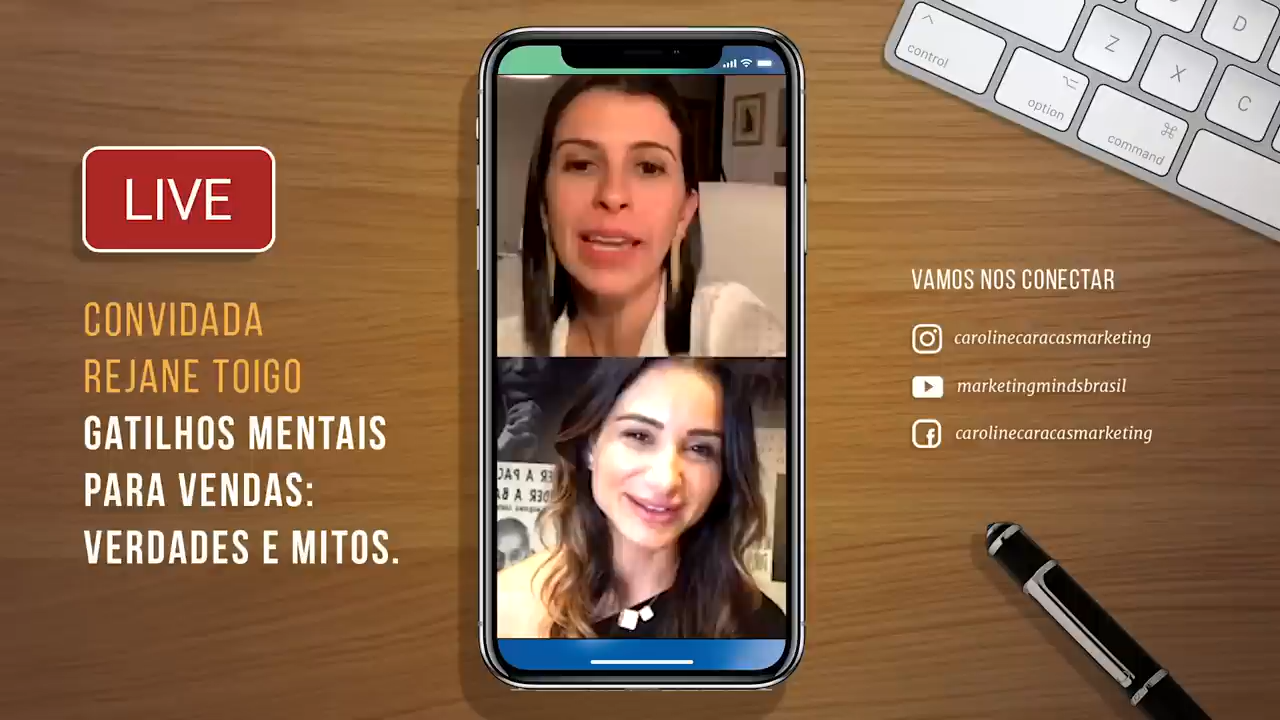 LIVE
CONVIDADA
REJANE TOIGO
GATILHOS MENTAIS
PARA VENDAS:
VERDADES E MITOS.
VAMOS NOS CONECTAR
carolinecaracasmarketing
marketingmindsbrasil
carolinecaracasmarketing
control
option
command
Z
X
C
D